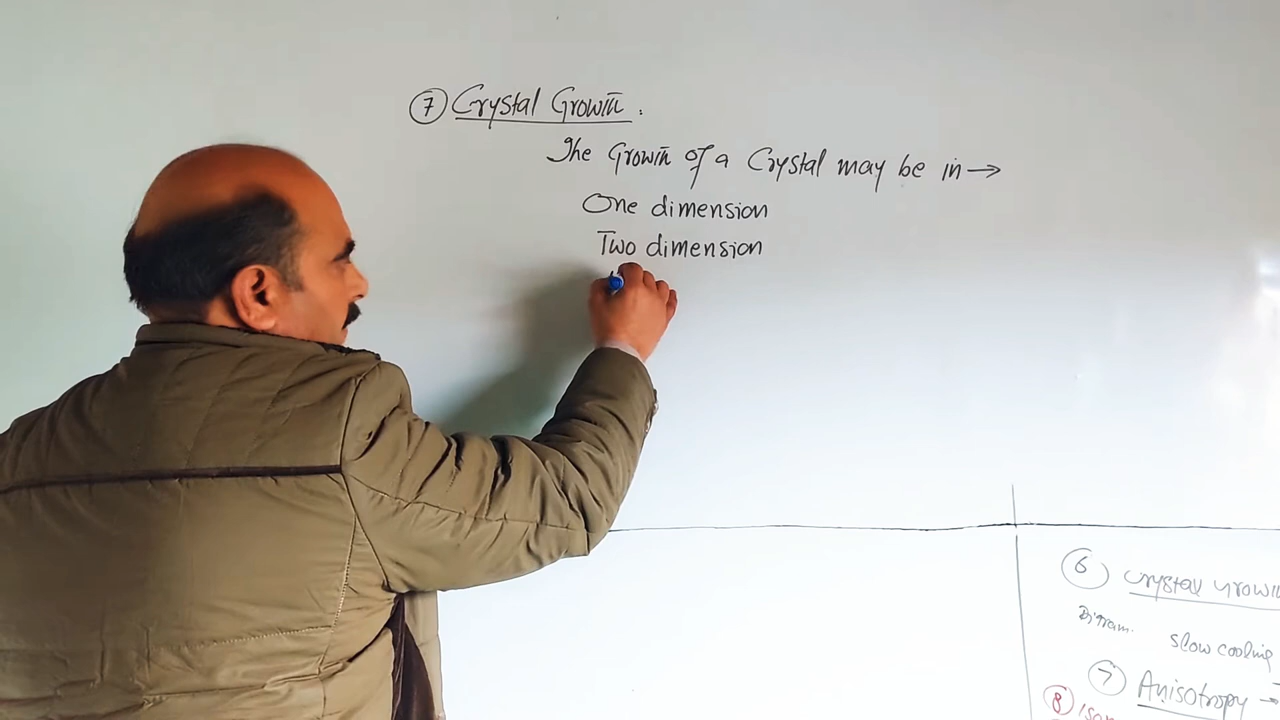 ⑦ Crystal Growth.
The Growth of a Crystal may be in →
One dimension
Two dimension
⑥ Crystal Growth
Digram. slow cooling
⑦ Anisotropy →
⑧